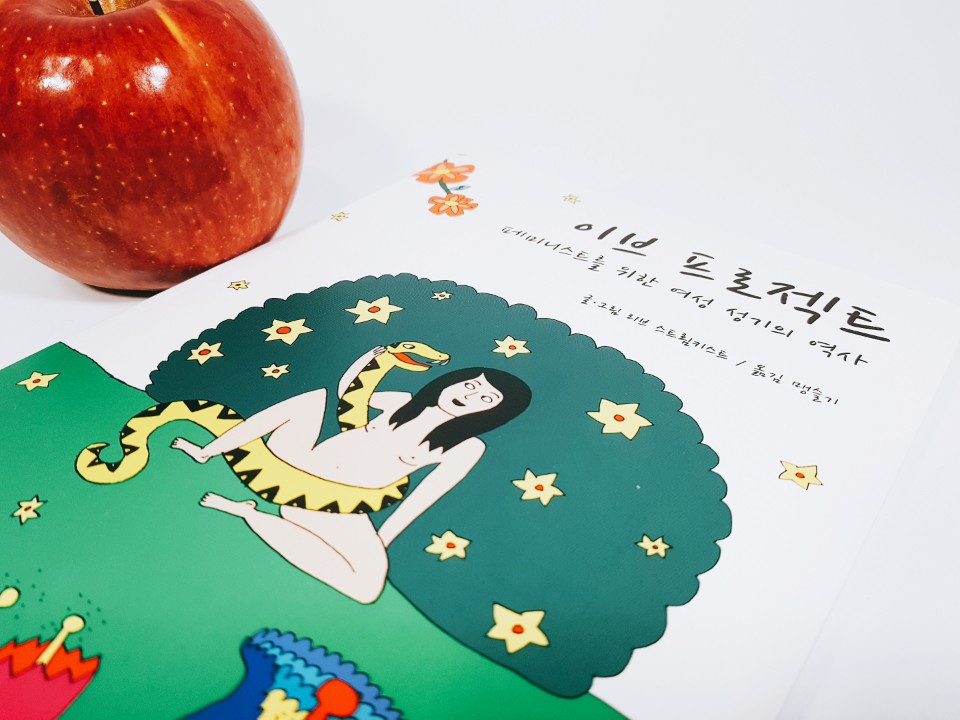 이브 프로젝트
페미니스트를 위한 여성 성기의 역사
글·그림 리브 스트룀키스트 / 옮김 맹슬기